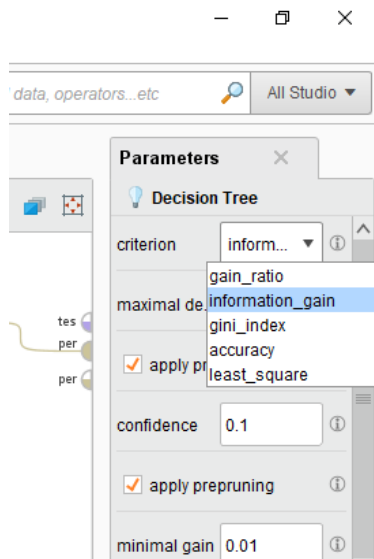 data, operators...etc
All Studio
Parameters
Decision Tree
criterion
inform...
gain_ratio
information_gain
gini_index
accuracy
least_square
maximal de.
tes
per
per
apply pr
confidence
0.1
apply prepruning
minimal gain
0.01